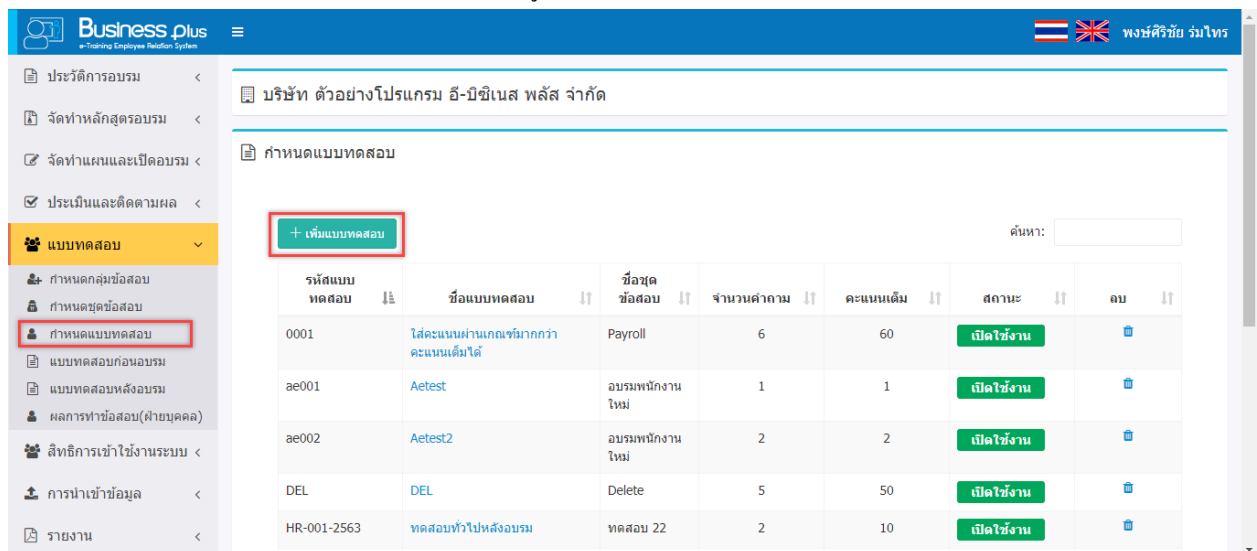 Business Plus
e-Training Employee Relation System
พงษ์ศิริชัย ร่มไทร
ประวัติการอบรม
จัดทำหลักสูตรอบรม
จัดทำแผนและเปิดอบรม
ประเมินและติดตามผล
แบบทดสอบ
กำหนดกลุ่มข้อสอบ
กำหนดชุดข้อสอบ
กำหนดแบบทดสอบ
แบบทดสอบก่อนอบรม
แบบทดสอบหลังอบรม
ผลการทำข้อสอบ(ฝ่ายบุคคล)
สิทธิการเข้าใช้งานระบบ
การนำเข้าข้อมูล
รายงาน
บริษัท ตัวอย่างโปรแกรม อี-บิซิเนส พลัส จำกัด
กำหนดแบบทดสอบ
+ เพิ่มแบบทดสอบ
ค้นหา:
รหัสแบบทดสอบ ชื่อแบบทดสอบ ชื่อชุดข้อสอบ จำนวนคำถาม คะแนนเต็ม สถานะ ลบ
0001 ใส่คะแนนผ่านเกณฑ์มากกว่า Payroll 6 60 เปิดใช้งาน
คะแนนเต็มได้
ae001 Aetest อบรมพนักงาน 1 1 เปิดใช้งาน
ใหม่
ae002 Aetest2 อบรมพนักงาน 2 2 เปิดใช้งาน
ใหม่
DEL DEL Delete 5 50 เปิดใช้งาน
HR-001-2563 ทดสอบทั่วไปหลังอบรม ทดสอบ 22 2 10 เปิดใช้งาน